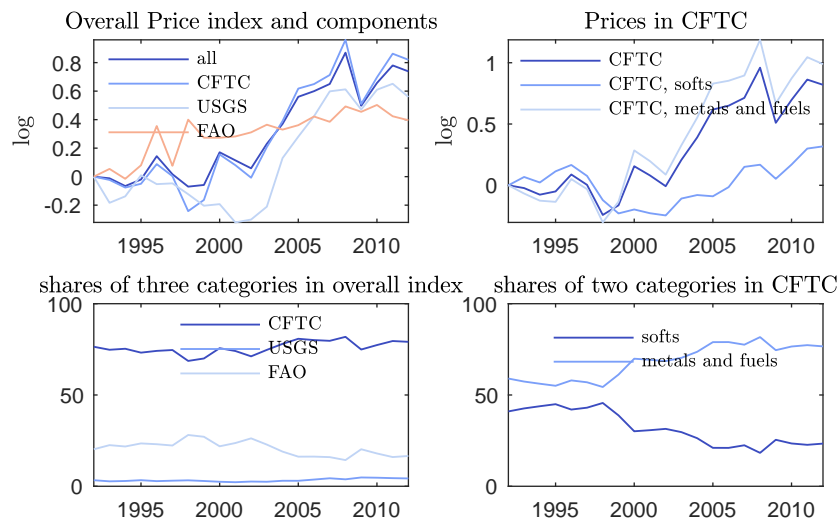 Overall Price index and components
log
0.8
0.6
0.4
0.2
0
-0.2
all
CFTC
USGS
FAO
1995
2000
2005
2010
Prices in CFTC
log
1
0.5
0
CFTC
CFTC, softs
CFTC, metals and fuels
1995
2000
2005
2010
shares of three categories in overall index
100
50
0
CFTC
USGS
FAO
1995
2000
2005
2010
shares of two categories in CFTC
100
50
0
softs
metals and fuels
1995
2000
2005
2010